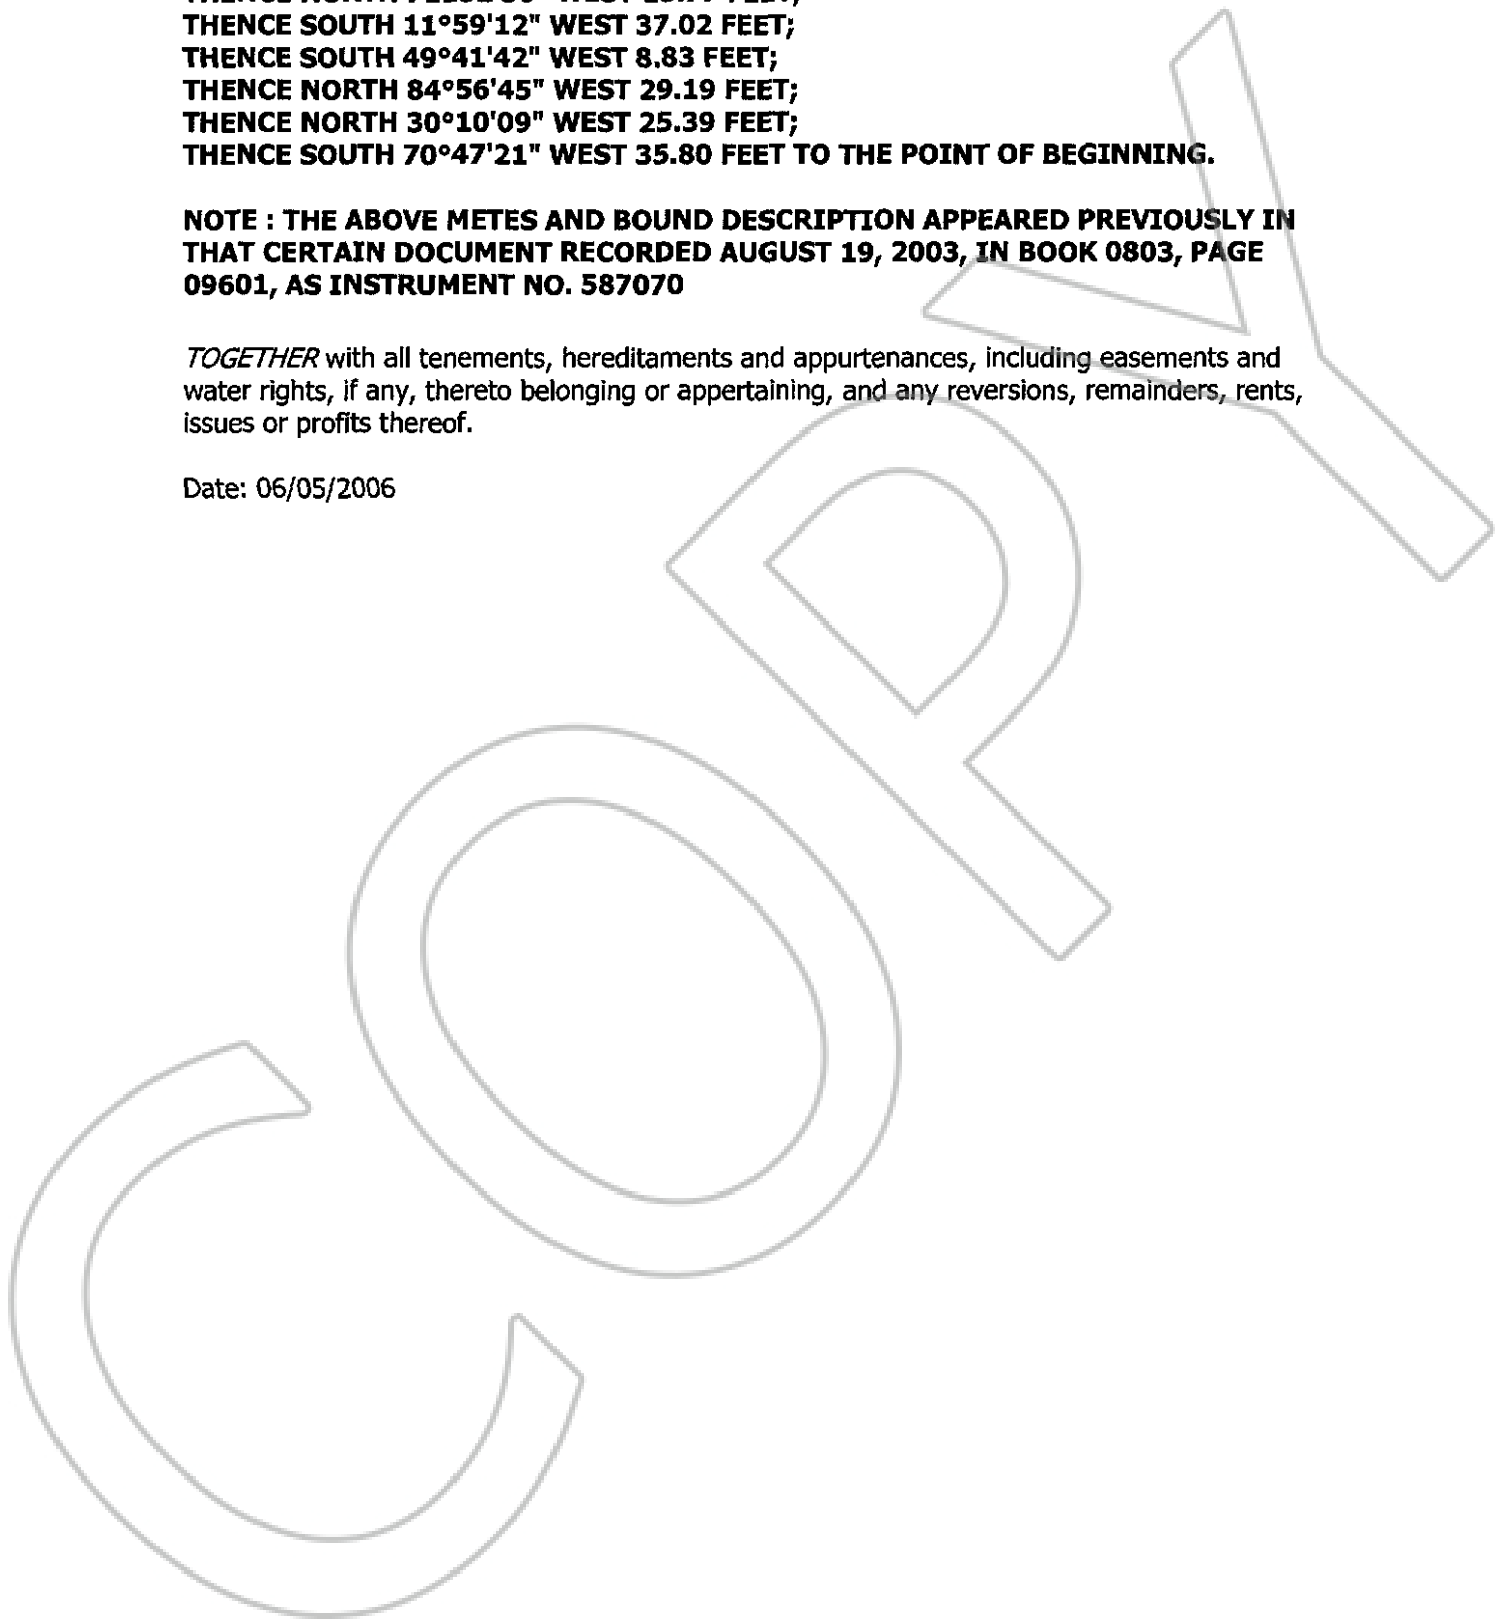 THENCE SOUTH 11°59'12" WEST 37.02 FEET;
THENCE SOUTH 49°41'42" WEST 8.83 FEET;
THENCE NORTH 84°56'45" WEST 29.19 FEET;
THENCE NORTH 30°10'09" WEST 25.39 FEET;
THENCE SOUTH 70°47'21" WEST 35.80 FEET TO THE POINT OF BEGINNING.
NOTE : THE ABOVE METES AND BOUND DESCRIPTION APPEARED PREVIOUSLY IN
THAT CERTAIN DOCUMENT RECORDED AUGUST 19, 2003, IN BOOK 0803, PAGE
09601, AS INSTRUMENT NO. 587070
TOGETHER with all tenements, hereditaments and appurtenances, including easements and
water rights, if any, thereto belonging or appertaining, and any reversions, remainders, rents,
issues or profits thereof.
Date: 06/05/2006
COPY